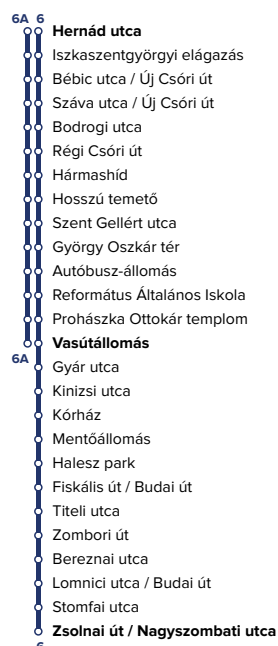 6A 6
Hernád utca
Iszkaszentgyörgyi elágazás
Bébic utca / Új Csóri út
Száva utca / Új Csóri út
Bodrogi utca
Régi Csóri út
Hármashíd
Hosszú temető
Szent Gellért utca
György Oszkár tér
Autóbusz-állomás
Református Általános Iskola
Prohászka Ottokár templom
Vasútállomás
6A
Gyár utca
Kinizsi utca
Kórház
Mentőállomás
Halesz park
Fiskális út / Budai út
Titeli utca
Zombori út
Bereznai utca
Lomnici utca / Budai út
Stomfai utca
Zsolnai út / Nagyszombati utca
6